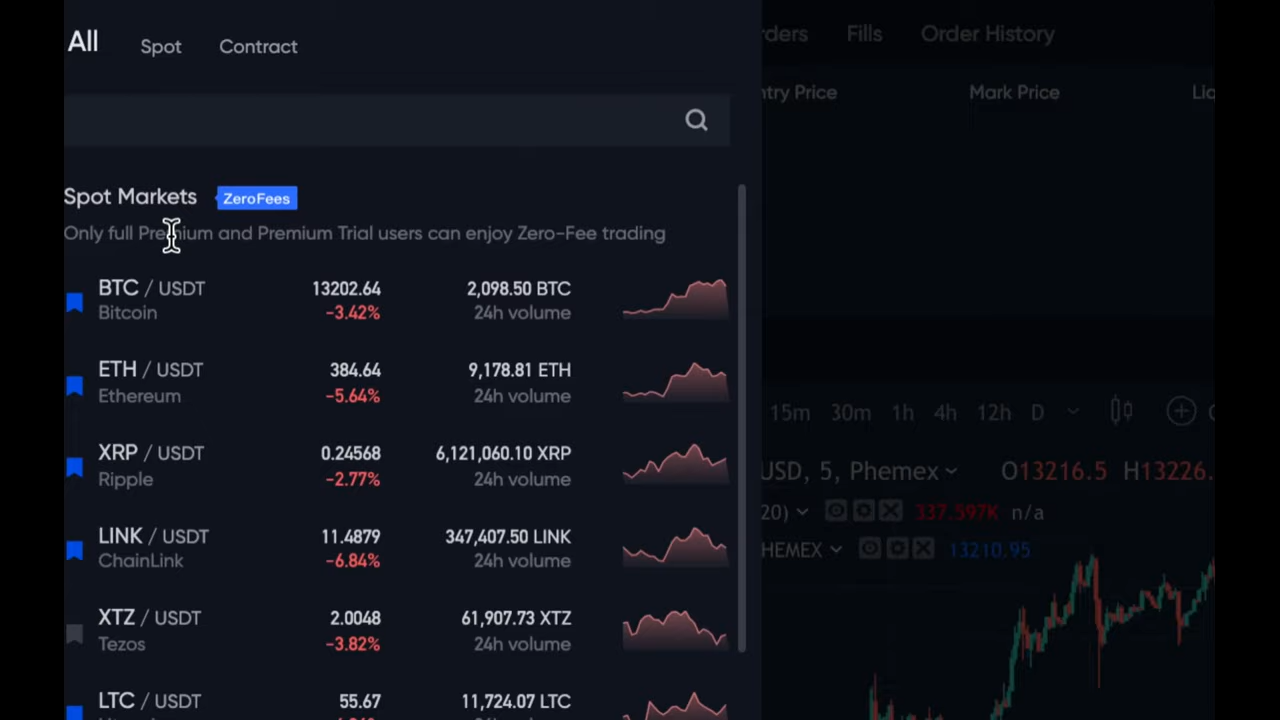 All
Spot
Contract
Spot Markets
ZeroFees
Only full Premium and Premium Trial users can enjoy Zero-Fee trading
BTC / USDT 13202.64 2,098.50 BTC
Bitcoin -3.42% 24h volume
ETH / USDT 384.64 9,178.81 ETH
Ethereum -5.64% 24h volume
XRP / USDT 0.24568 6,121,060.10 XRP
Ripple -2.77% 24h volume
LINK / USDT 11.4879 347,407.50 LINK
ChainLink -6.84% 24h volume
XTZ / USDT 2.0048 61,907.73 XTZ
Tezos -3.82% 24h volume
LTC / USDT 55.67 11,724.07 LTC
Fills Order History
Mark Price
15m 30m 1h 4h 12h D
USD, 5, Phemex O13216.5 H13226.
20) 337.597K n/a
HEMEX 13210.95